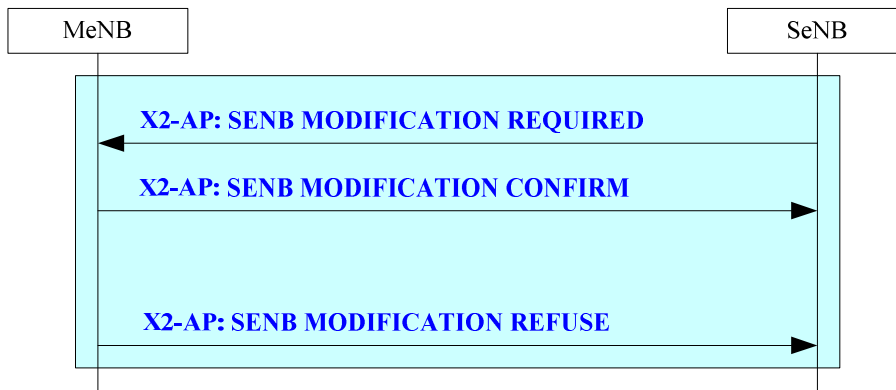 MeNB
SeNB
X2-AP: SENB MODIFICATION REQUIRED
X2-AP: SENB MODIFICATION CONFIRM
X2-AP: SENB MODIFICATION REFUSE